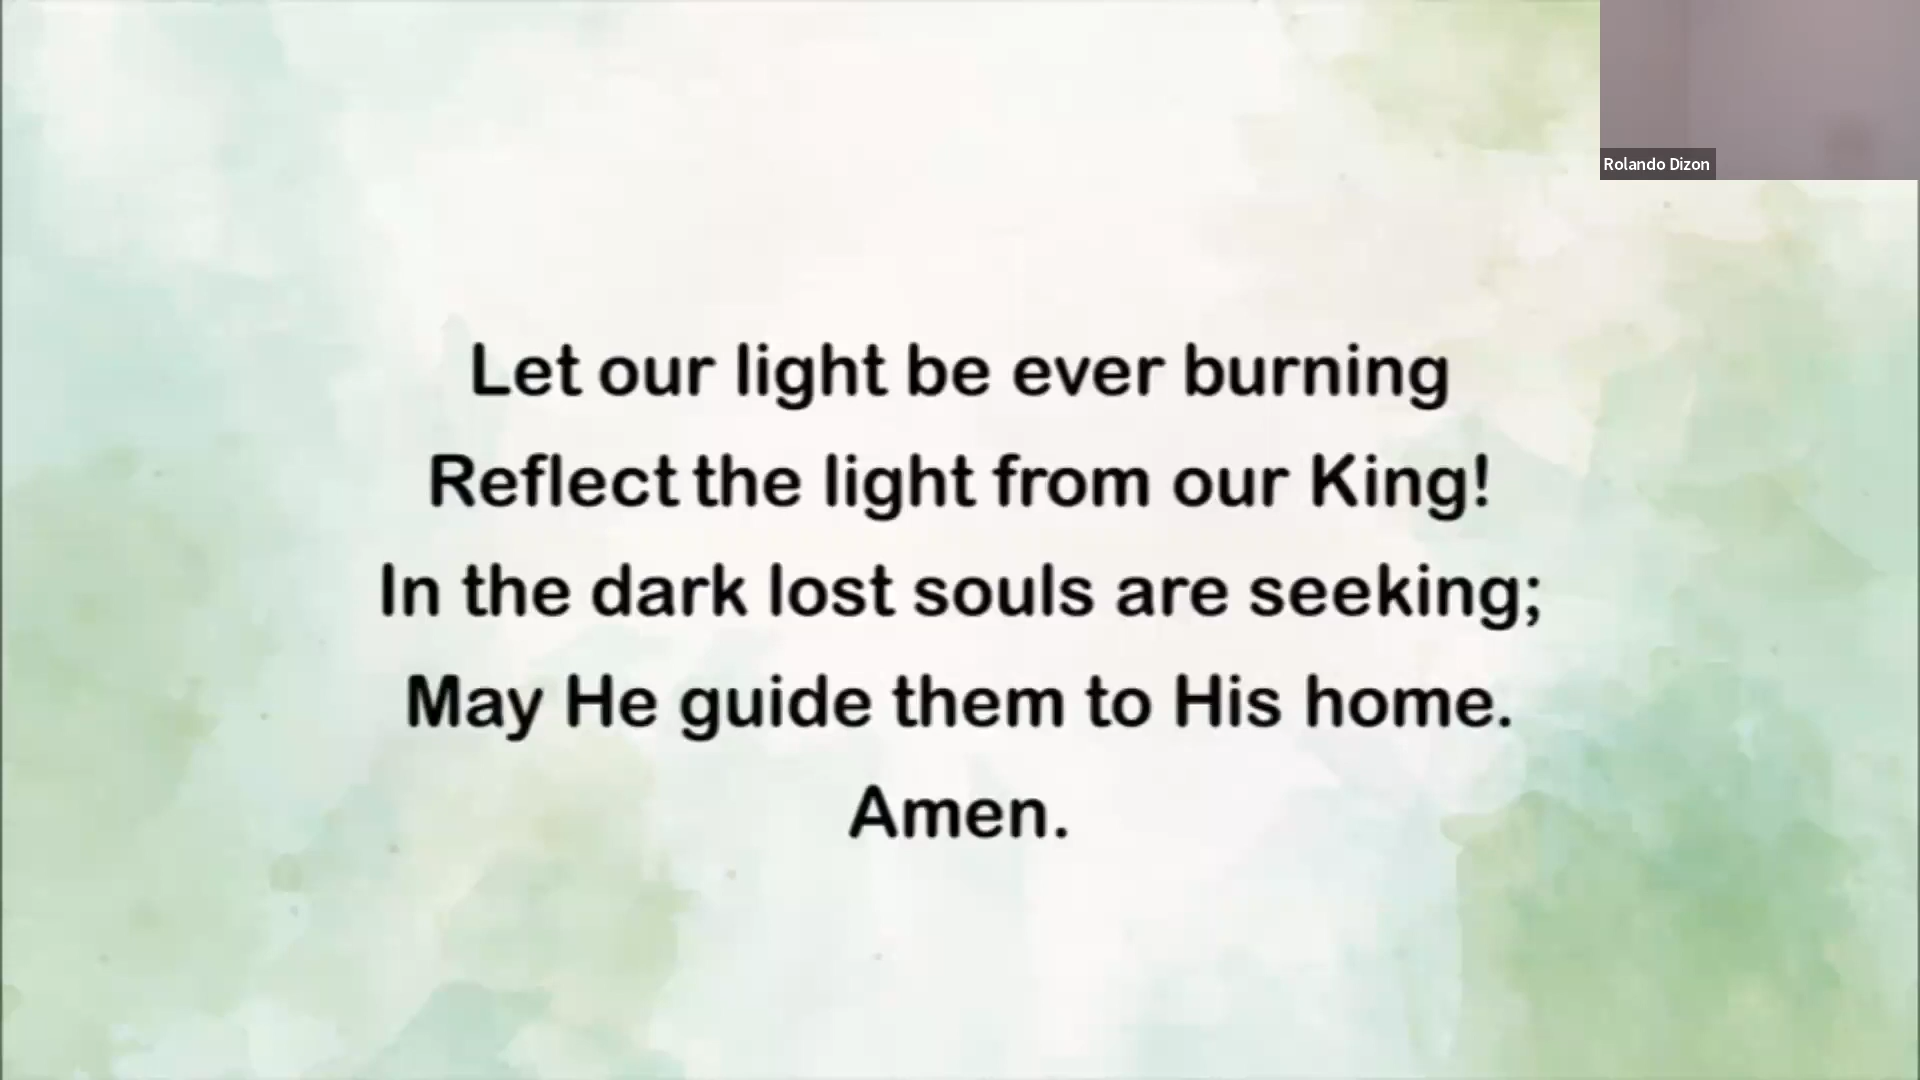 Rolando Dizon
Let our light be ever burning
Reflect the light from our King!
In the dark lost souls are seeking;
May He guide them to His home.
Amen.